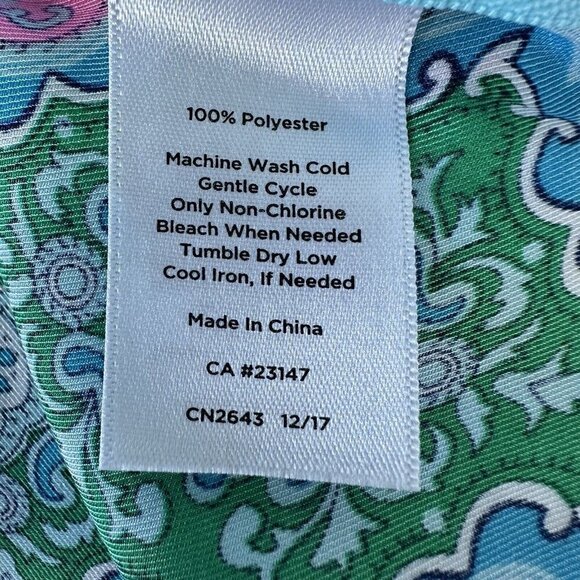 100% Polyester
Machine Wash Cold
Gentle Cycle
Only Non-Chlorine
Bleach When Needed
Tumble Dry Low
Cool Iron, If Needed
Made In China
CA #23147
CN2643 12/17